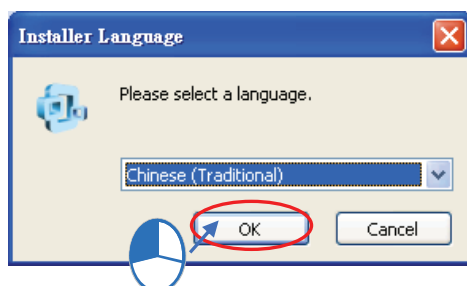 Installer Language
Please select a language.
Chinese (Traditional)
OK
Cancel